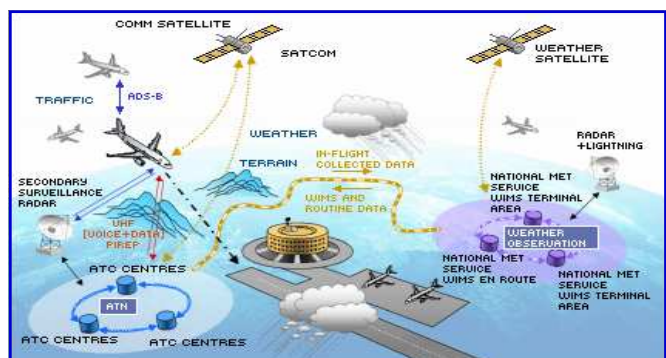 COMM SATELLITE
SATCOM
WEATHER
SATELLITE
TRAFFIC
ADS-B
WEATHER
TERRAIN
IN-FLIGHT
COLLECTED DATA
RADAR
+LIGHTNING
SECONDARY
SURVEILLANCE
RADAR
NATIONAL MET
SERVICE
WIMS TERMINAL
AREA
WIMS AND
ROUTINE DATA
UHF
[VOICE+DATA]
PIREP
WEATHER
OBSERVATION
ATC CENTRES
NATIONAL MET
SERVICE
WIMS EN ROUTE
NATIONAL MET
SERVICE
WIMS TERMINAL
AREA
ATN
ATC CENTRES
ATC CENTRES